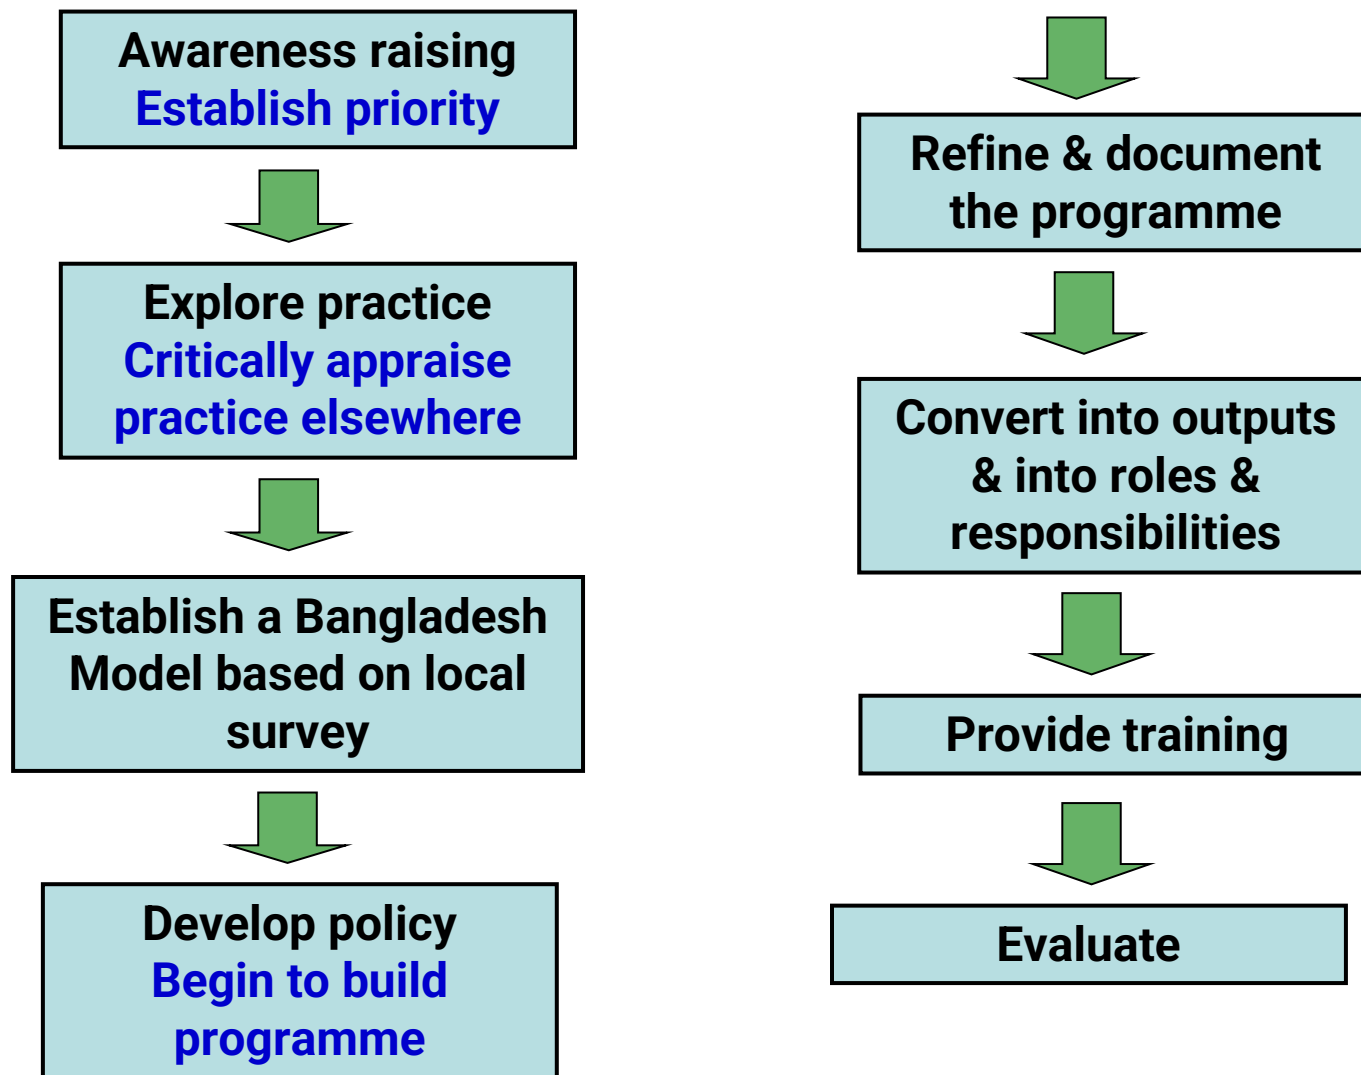 Awareness raising
Establish priority
Explore practice
Critically appraise
practice elsewhere
Establish a Bangladesh
Model based on local
survey
Develop policy
Begin to build
programme
Refine & document
the programme
Convert into outputs
& into roles &
responsibilities
Provide training
Evaluate